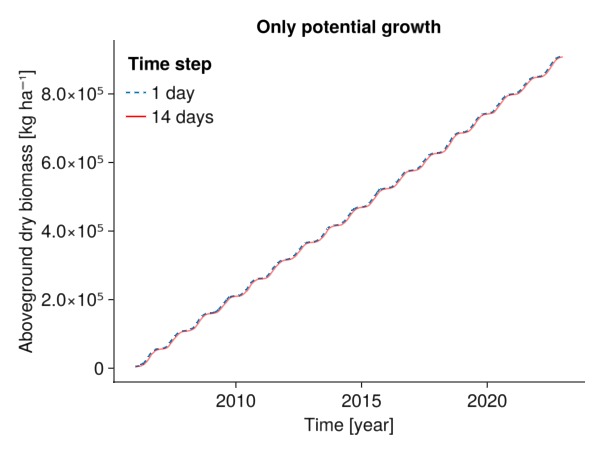 Only potential growth
Time step
1 day
14 days
Aboveground dry biomass [kg ha⁻¹]
8.0×10⁵
6.0×10⁵
4.0×10⁵
2.0×10⁵
0
2010
2015
2020
Time [year]